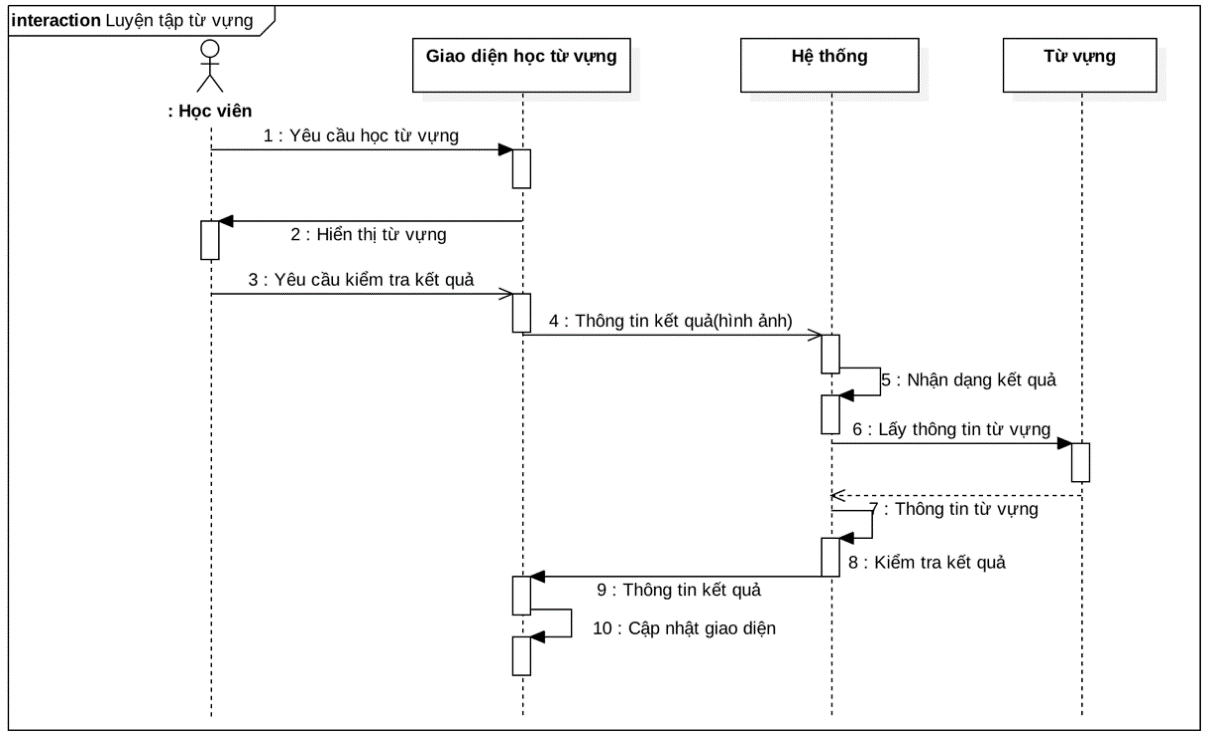 interaction Luyện tập từ vựng
Giao diện học từ vựng
Hệ thống
Từ vựng
: Học viên
1 : Yêu cầu học từ vựng
2 : Hiển thị từ vựng
3 : Yêu cầu kiểm tra kết quả
4 : Thông tin kết quả(hình ảnh)
5 : Nhận dạng kết quả
6 : Lấy thông tin từ vựng
7 : Thông tin từ vựng
8 : Kiểm tra kết quả
9 : Thông tin kết quả
10 : Cập nhật giao diện